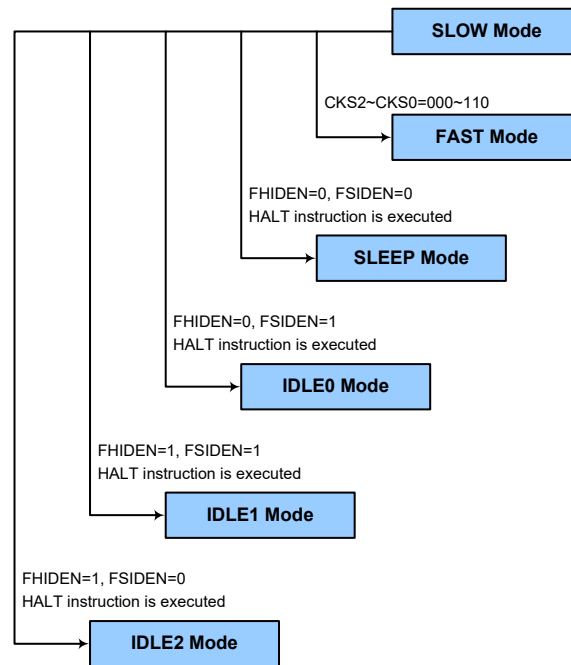 SLOW Mode
CKS2~CKS0=000~110
FAST Mode
FHIDEN=0, FSIDEN=0
HALT instruction is executed
SLEEP Mode
FHIDEN=0, FSIDEN=1
HALT instruction is executed
IDLE0 Mode
FHIDEN=1, FSIDEN=1
HALT instruction is executed
IDLE1 Mode
FHIDEN=1, FSIDEN=0
HALT instruction is executed
IDLE2 Mode